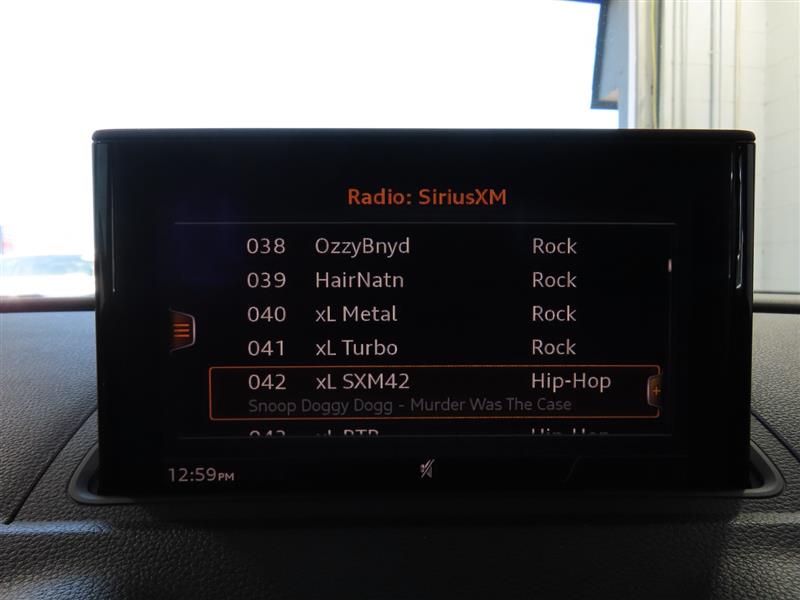 Radio: SiriusXM
038 OzzyBnyd Rock
039 HairNatn Rock
040 xL Metal Rock
041 xL Turbo Rock
042 xL SXM42 Hip-Hop
Snoop Doggy Dogg - Murder Was The Case
12:59PM